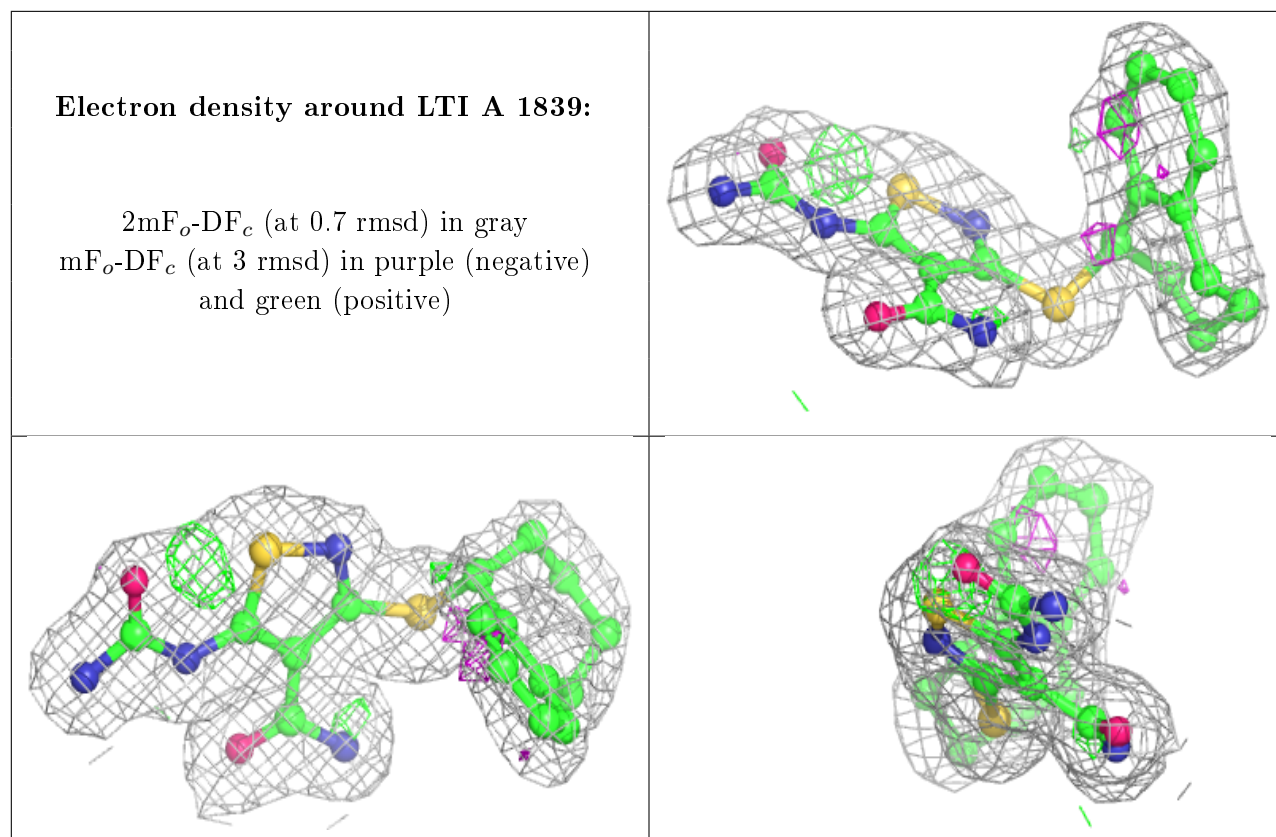 Electron density around LTI A 1839:
2mFo-DFc (at 0.7 rmsd) in gray
mFo-DFc (at 3 rmsd) in purple (negative)
and green (positive)